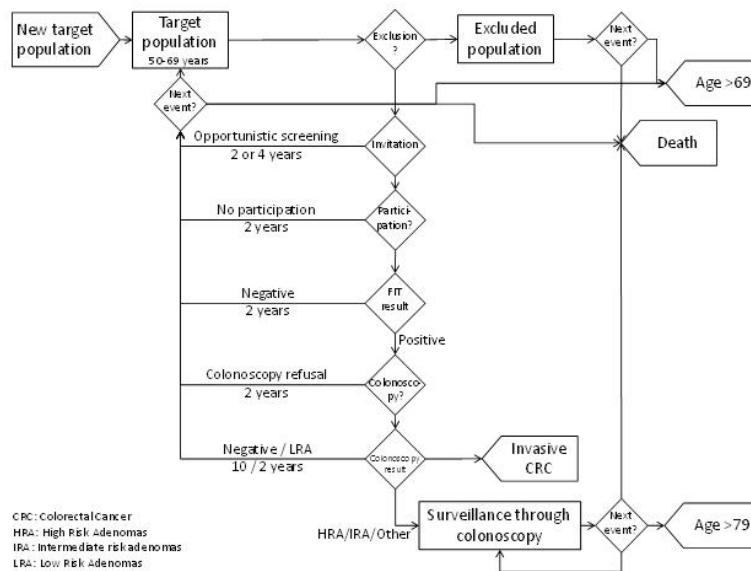 New target
population
Target
population
50-69 years
Exclusion
?
Excluded
population
Next
event?
Age >69
Next
event?
Death
Opportunistic screening
2 or 4 years
Invitation
No participation
2 years
Partici-
pation?
Negative
2 years
FIT
result
Positive
Colonoscopy refusal
2 years
Colonosco-
py?
Negative / LRA
10 / 2 years
Colonoscopy
result
Invasive
CRC
HRA/IRA/Other
Surveillance through
colonoscopy
Next
event?
Age >79
CRC: Colorectal Cancer
HRA: High Risk Adenomas
IRA: Intermediate risk adenomas
LRA: Low Risk Adenomas